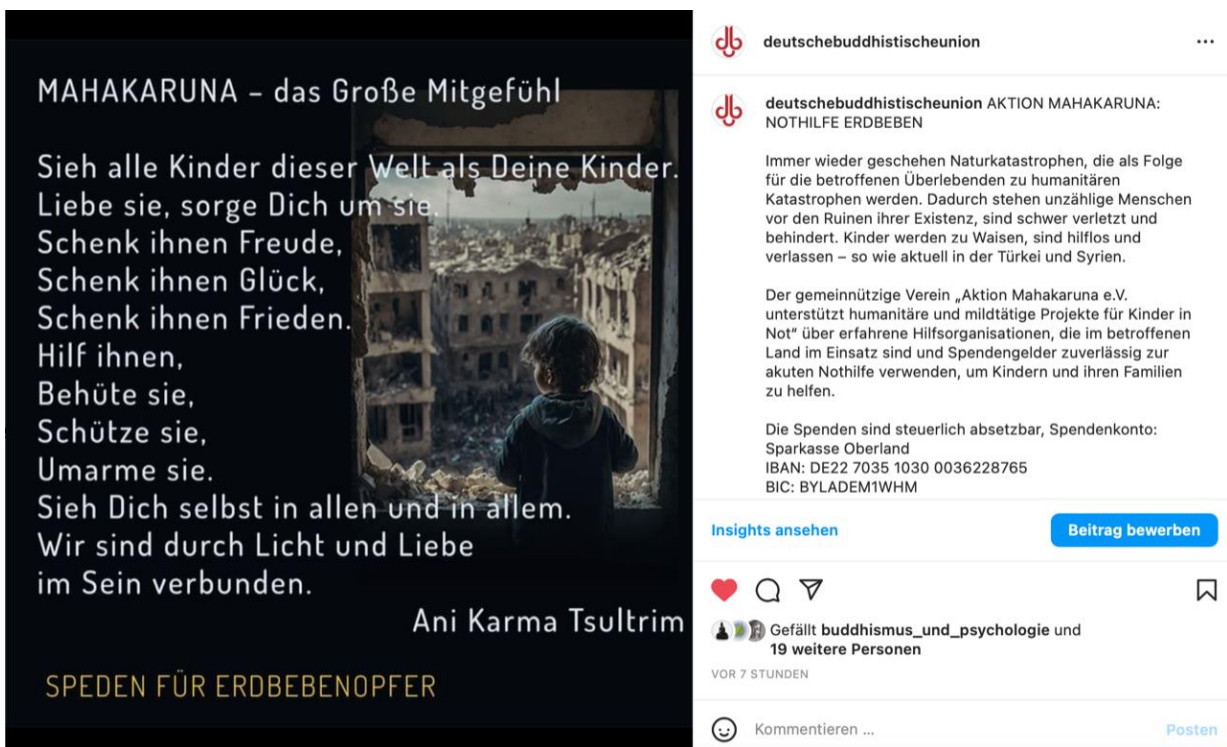 MAHAKARUNA – das Große Mitgefühl
Sieh alle Kinder dieser Welt als Deine Kinder.
Liebe sie, sorge Dich um sie.
Schenk ihnen Freude,
Schenk ihnen Glück,
Schenk ihnen Frieden.
Hilf ihnen,
Behüte sie,
Schütze sie,
Umarme sie.
Sieh Dich selbst in allen und in allem.
Wir sind durch Licht und Liebe
im Sein verbunden.
Ani Karma Tsultrim
SPEDEN FÜR ERDBEBENOPFER
deutschebuddhistischeunion
deutschebuddhistischeunion AKTION MAHAKARUNA:
NOTHILFE ERDBEBEN
Immer wieder geschehen Naturkatastrophen, die als Folge
für die betroffenen Überlebenden zu humanitären
Katastrophen werden. Dadurch stehen unzählige Menschen
vor den Ruinen ihrer Existenz, sind schwer verletzt und
behindert. Kinder werden zu Waisen, sind hilflos und
verlassen – so wie aktuell in der Türkei und Syrien.
Der gemeinnützige Verein „Aktion Mahakaruna e.V.
unterstützt humanitäre und mildtätige Projekte für Kinder in
Not" über erfahrene Hilfsorganisationen, die im betroffenen
Land im Einsatz sind und Spendengelder zuverlässig zur
akuten Nothilfe verwenden, um Kindern und ihren Familien
zu helfen.
Die Spenden sind steuerlich absetzbar, Spendenkonto:
Sparkasse Oberland
IBAN: DE22 7035 1030 0036228765
BIC: BYLADEM1WHM
Insights ansehen
Beitrag bewerben
Gefällt buddhismus_und_psychologie und
19 weitere Personen
VOR 7 STUNDEN
Kommentieren ...
Posten